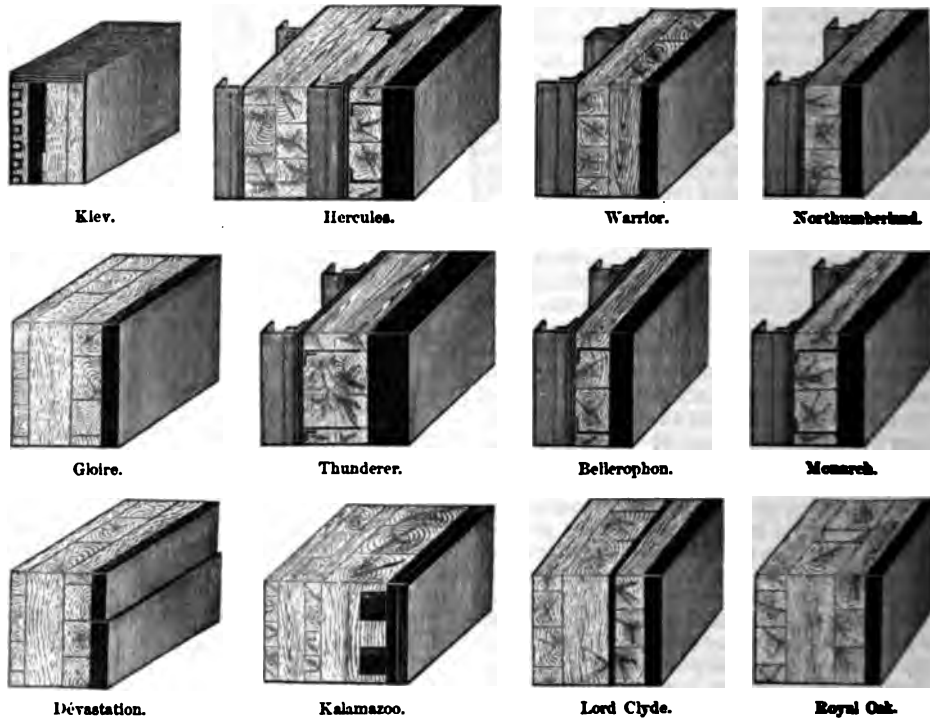 Kiev.
Hercules.
Warrior.
Northumberland.
Gloire.
Thunderer.
Bellerophon.
Monarch.
Dévastation.
Kalamazoo.
Lord Clyde.
Royal Oak.